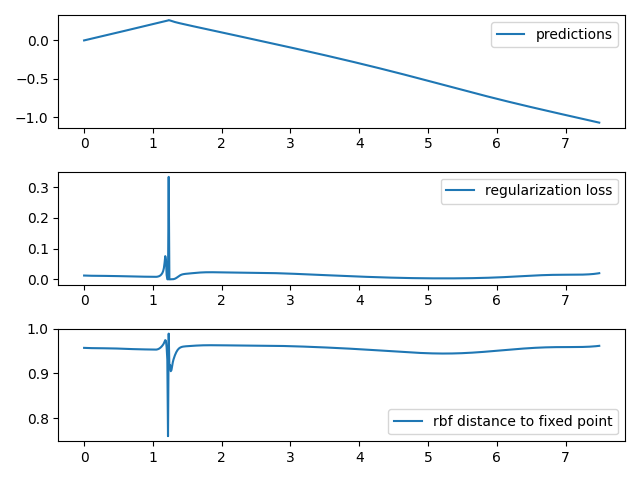 predictions
0.0
−0.5
−1.0
0 1 2 3 4 5 6 7
regularization loss
0.3
0.2
0.1
0.0
0 1 2 3 4 5 6 7
1.0
0.9
0.8
rbf distance to fixed point
0 1 2 3 4 5 6 7